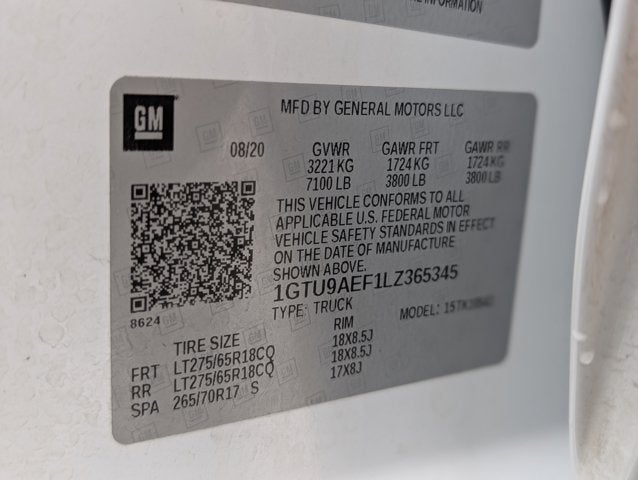 INFORMATION
GM
MFD BY GENERAL MOTORS LLC
08/20 GVWR GAWR FRT GAWR RR
3221 KG 1724 KG 1724 KG
7100 LB 3800 LB 3800 LB
THIS VEHICLE CONFORMS TO ALL
APPLICABLE U.S. FEDERAL MOTOR
VEHICLE SAFETY STANDARDS IN EFFECT
ON THE DATE OF MANUFACTURE
SHOWN ABOVE.
1GTU9AEF1LZ365345
8624 TYPE: TRUCK MODEL:
TIRE SIZE RIM
FRT LT275/65R18CQ 18X8.5J
RR LT275/65R18CQ 18X8.5J
SPA 265/70R17 S 17X8J